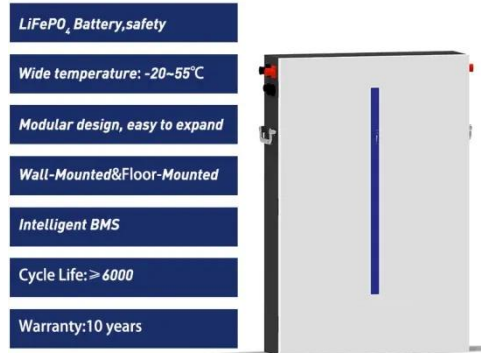 LiFePO₄ Battery,safety
Wide temperature: -20~55℃
Modular design, easy to expand
Wall-Mounted&Floor-Mounted
Intelligent BMS
Cycle Life:≥6000
Warranty:10 years